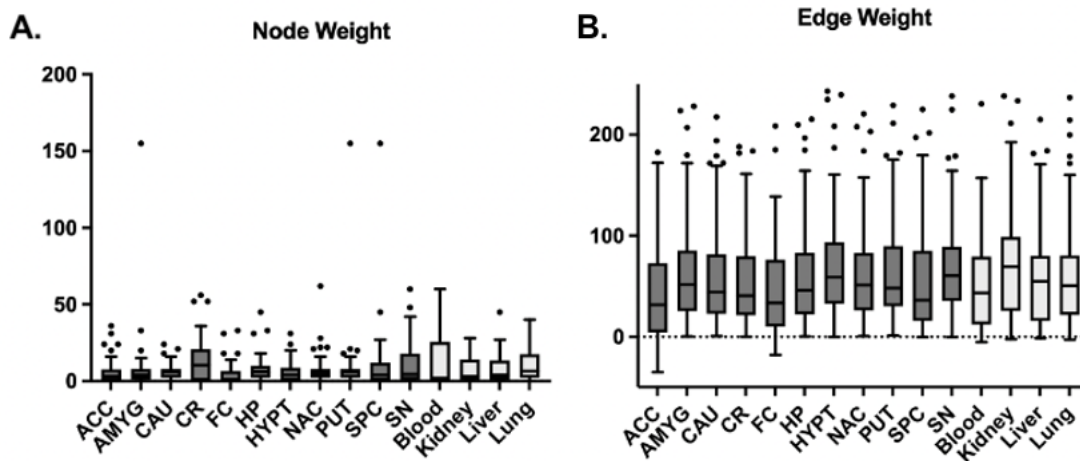 A.
Node Weight
200
150
100
50
0
ACC
AMYG
CAU
CR
FC
HP
HYPT
NAC
PUT
SPC
SN
Blood
Kidney
Liver
Lung
B.
Edge Weight
200
100
0
ACC
AMYG
CAU
CR
FC
HP
HYPT
NAC
PUT
SPC
SN
Blood
Kidney
Liver
Lung